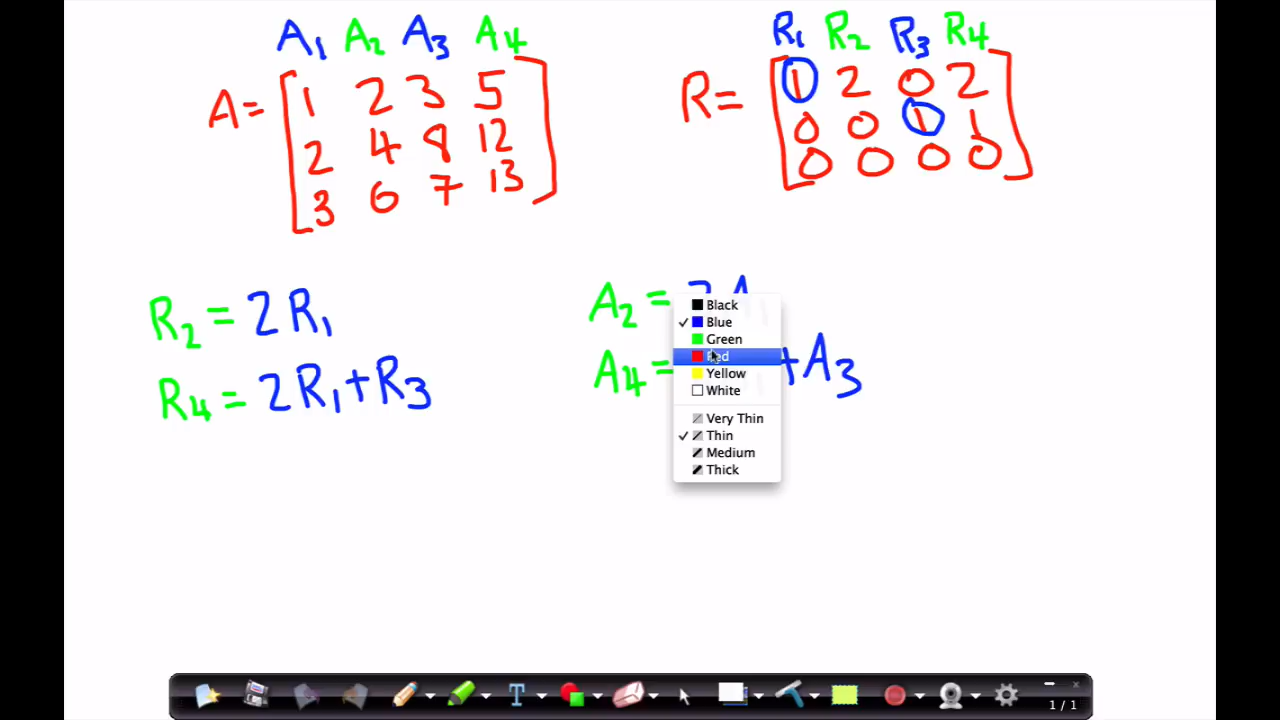 A₁ A₂ A₃ A₄
R₁ R₂ R₃ R₄
A = [1 2 3 5
2 4 8 12
3 6 7 13]
R = [1 2 0 2
0 0 1 1
0 0 0 0]
R₂ = 2R₁
R₄ = 2R₁+R₃
A₂ =
A₄ = +A₃
Black
Blue
Green
Yellow
White
Very Thin
Thin
Medium
Thick
T
1 / 1